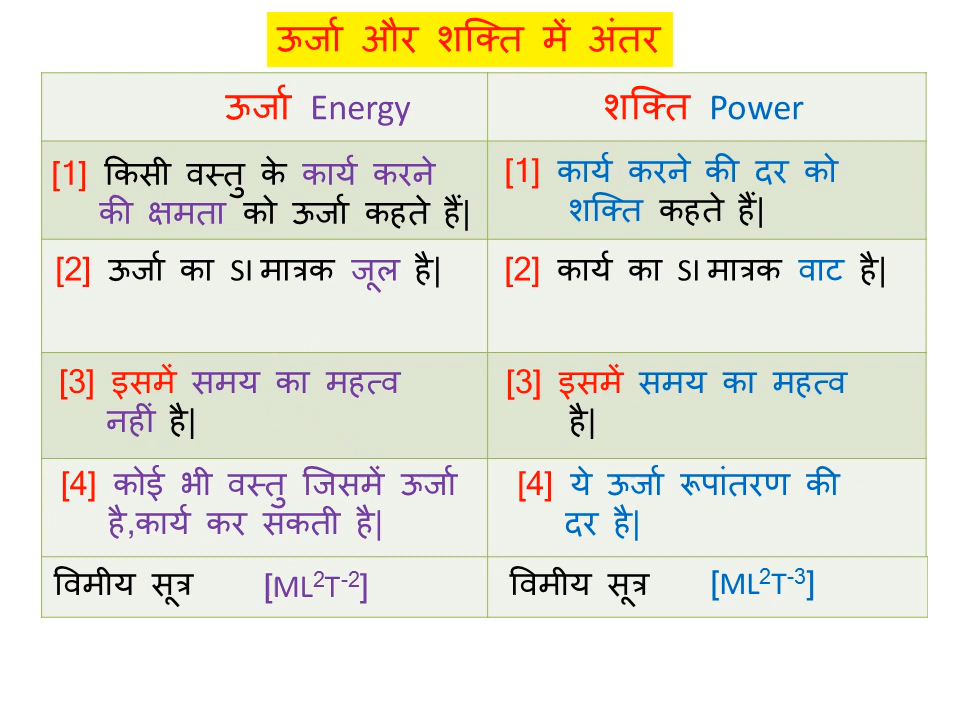 ऊर्जा और शक्ति में अंतर
ऊर्जा Energy
शक्ति Power
[1] किसी वस्तु के कार्य करने
की क्षमता को ऊर्जा कहते हैं|
[1] कार्य करने की दर को
शक्ति कहते हैं|
[2] ऊर्जा का SI मात्रक जूल है|
[2] कार्य का SI मात्रक वाट है|
[3] इसमें समय का महत्व
नहीं है|
[3] इसमें समय का महत्व
है|
[4] कोई भी वस्तु जिसमें ऊर्जा
है,कार्य कर सकती है|
[4] ये ऊर्जा रूपांतरण की
दर है|
विमीय सूत्र [ML²T⁻²]
विमीय सूत्र [ML²T⁻³]